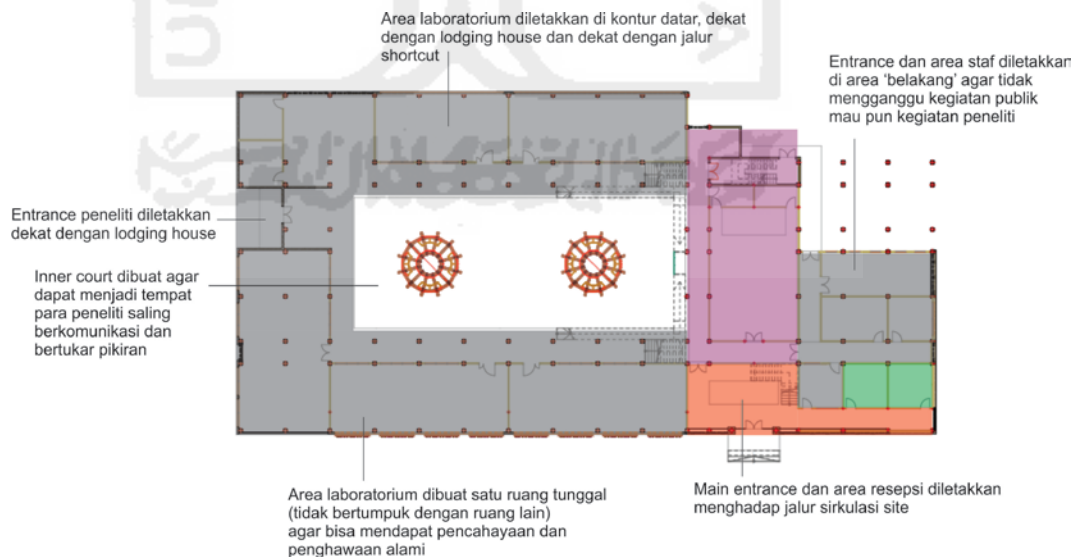 Area laboratorium diletakkan di kontur datar, dekat
dengan lodging house dan dekat dengan jalur
shortcut
Entrance dan area staf diletakkan
di area ‘belakang’ agar tidak
mengganggu kegiatan publik
mau pun kegiatan peneliti
Entrance peneliti diletakkan
dekat dengan lodging house
Inner court dibuat agar
dapat menjadi tempat
para peneliti saling
berkomunikasi dan
bertukar pikiran
Area laboratorium dibuat satu ruang tunggal
(tidak bertumpuk dengan ruang lain)
agar bisa mendapat pencahayaan dan
penghawaan alami
Main entrance dan area resepsi diletakkan
menghadap jalur sirkulasi site